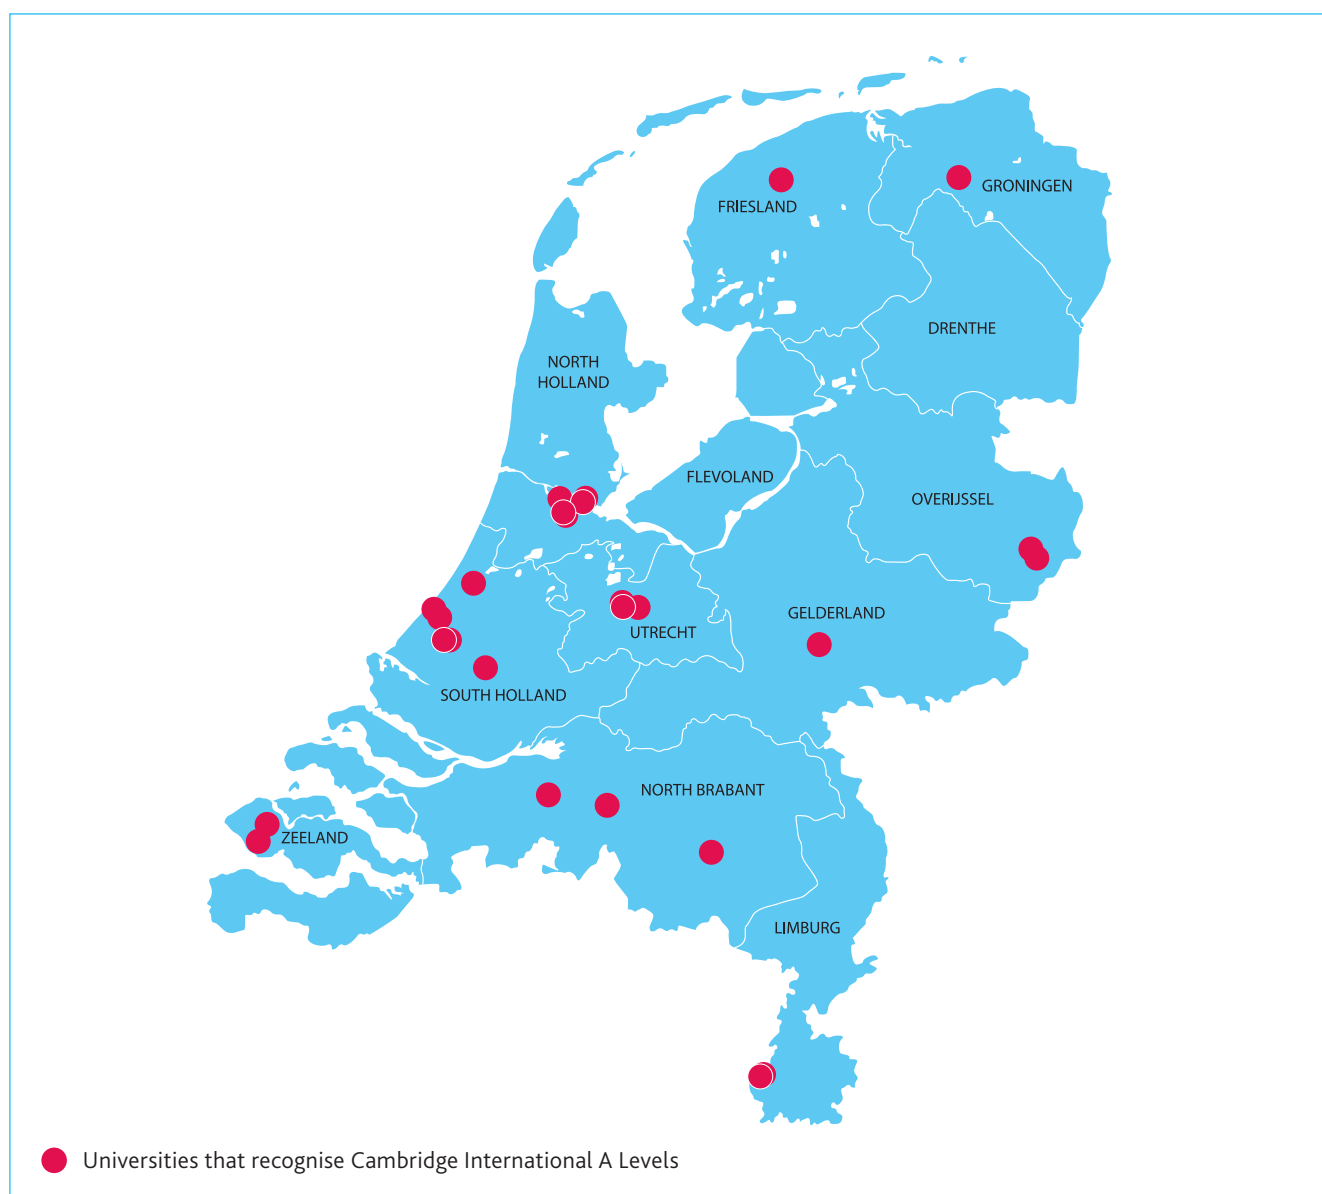 GRONINGEN
FRIESLAND
DRENTHE
NORTH
HOLLAND
FLEVOLAND
OVERIJSSEL
GELDERLAND
UTRECHT
SOUTH HOLLAND
NORTH BRABANT
ZEELAND
LIMBURG
Universities that recognise Cambridge International A Levels